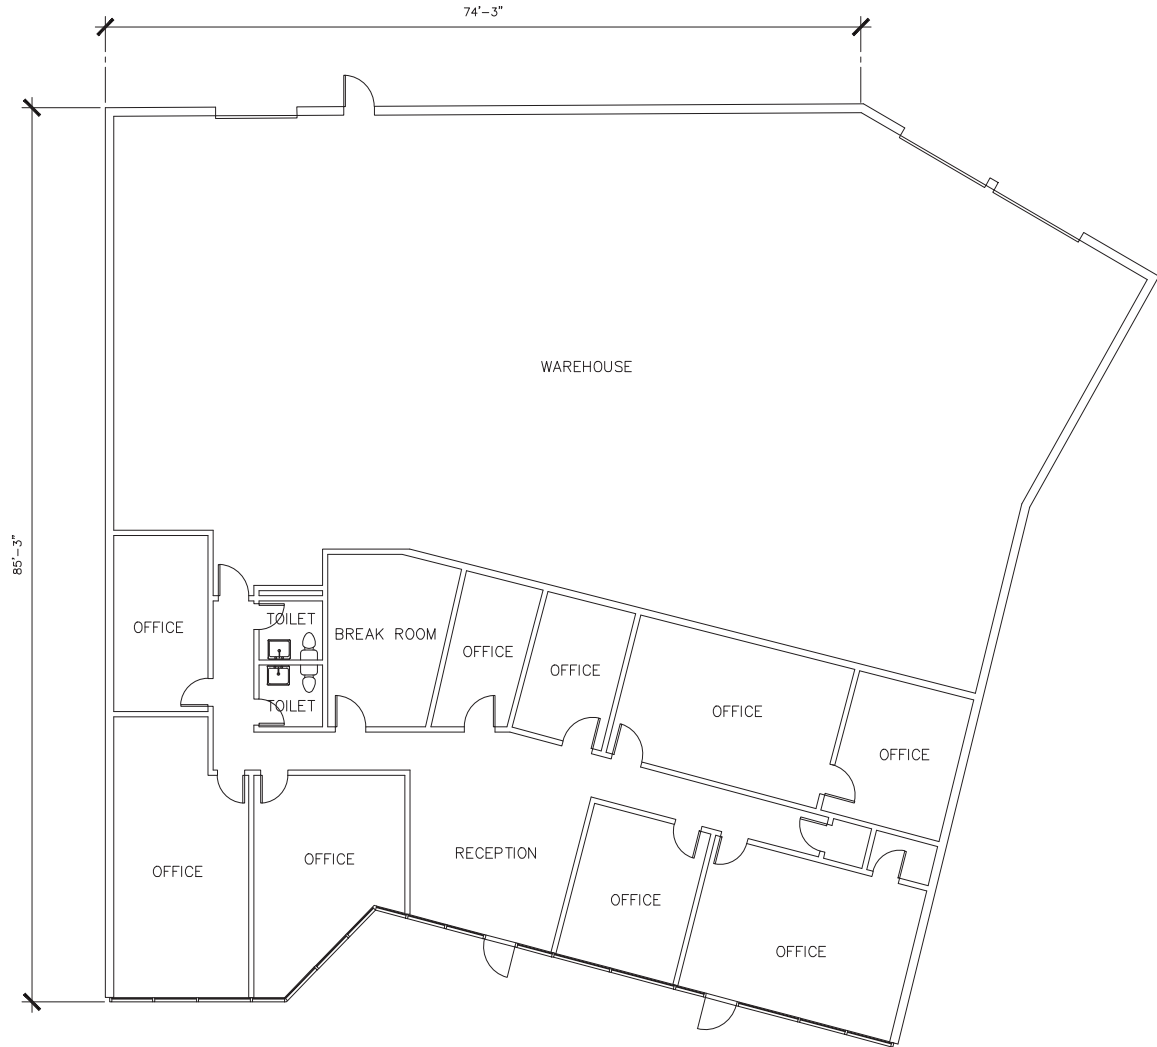 74'-3"
WAREHOUSE
85'-3"
OFFICE
TOILET
BREAK ROOM
OFFICE
OFFICE
TOILET
OFFICE
OFFICE
OFFICE
OFFICE
RECEPTION
OFFICE
OFFICE